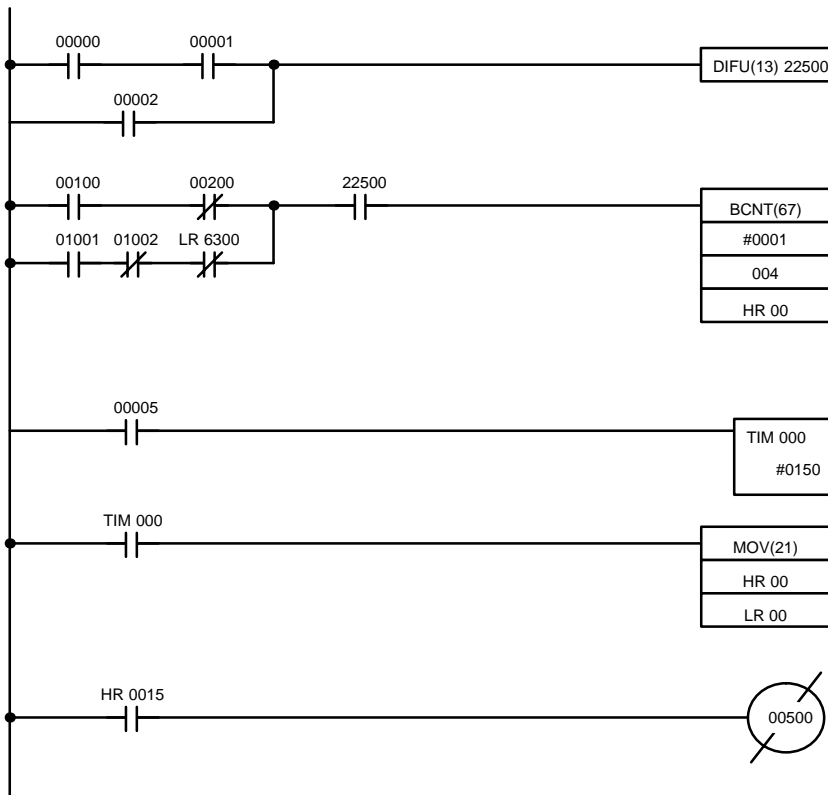 00000 00001
DIFU(13) 22500
00002
00100 00200 22500
BCNT(67)
01001 01002 LR 6300
#0001
004
HR 00
00005
TIM 000
#0150
TIM 000
MOV(21)
HR 00
LR 00
HR 0015
00500